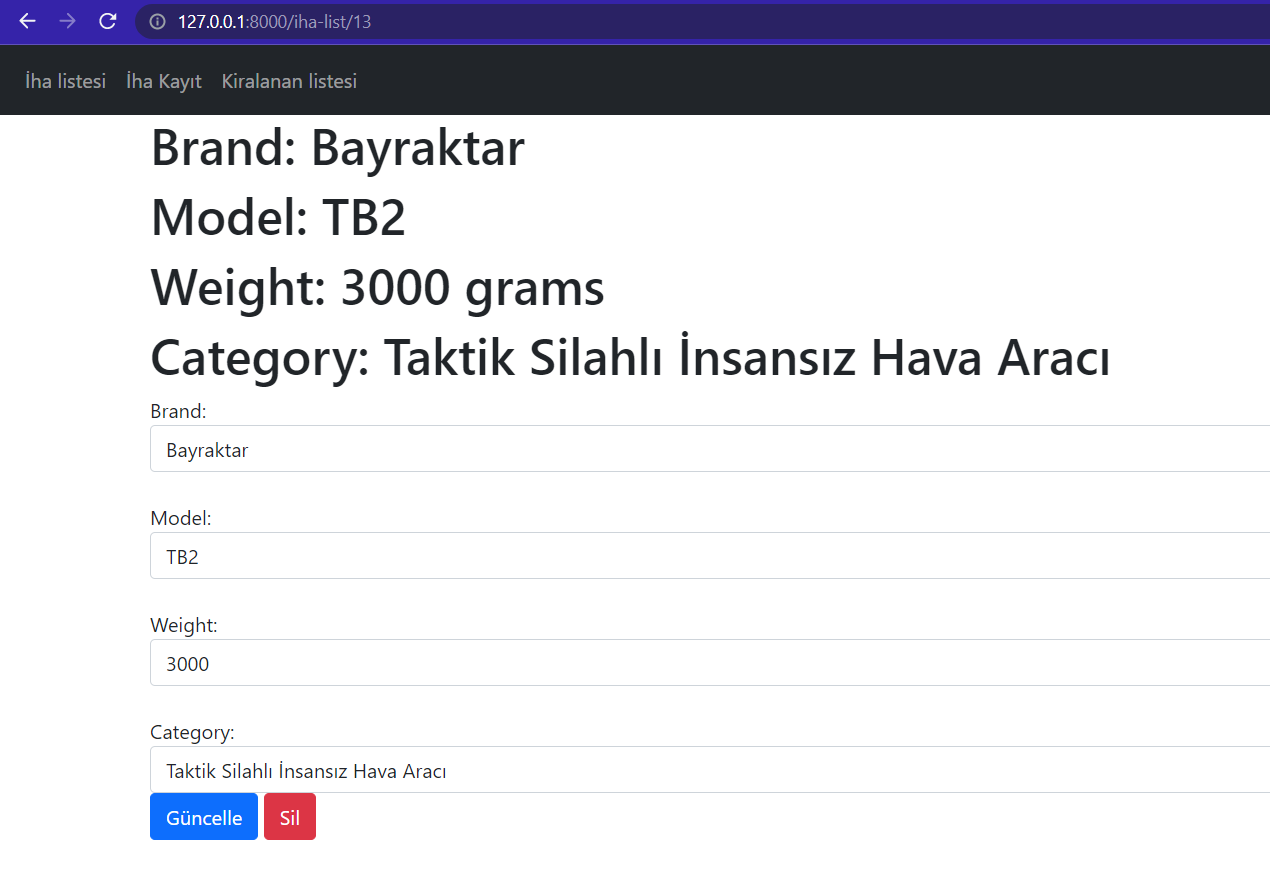 127.0.0.1:8000/iha-list/13
İha listesi İha Kayıt Kiralanan listesi
Brand: Bayraktar
Model: TB2
Weight: 3000 grams
Category: Taktik Silahlı İnsansız Hava Aracı
Brand:
Bayraktar
Model:
TB2
Weight:
3000
Category:
Taktik Silahlı İnsansız Hava Aracı
Güncelle Sil